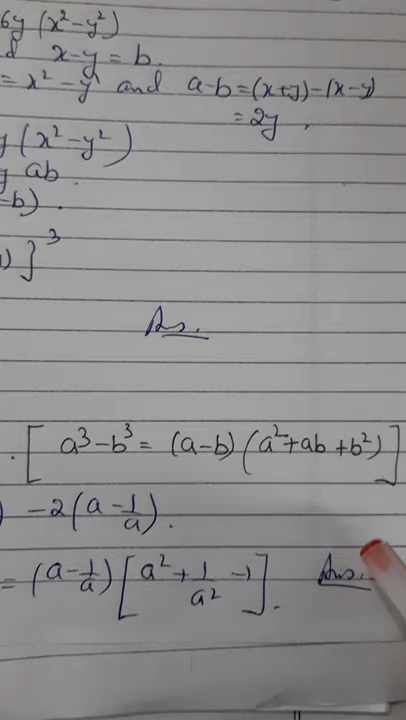 6y (x² - y²)
d x-y = b.
= x² - y² and a-b = (x+y) - (x-y)
= 2y.
y (x² - y²)
y ab.
-b).
)}³
Ans.
. [ a³ - b³ = (a-b) (a² + ab + b²) ]
) -2(a - 1/a).
= (a - 1/a) [a² + 1/a² - 1]. Ans.